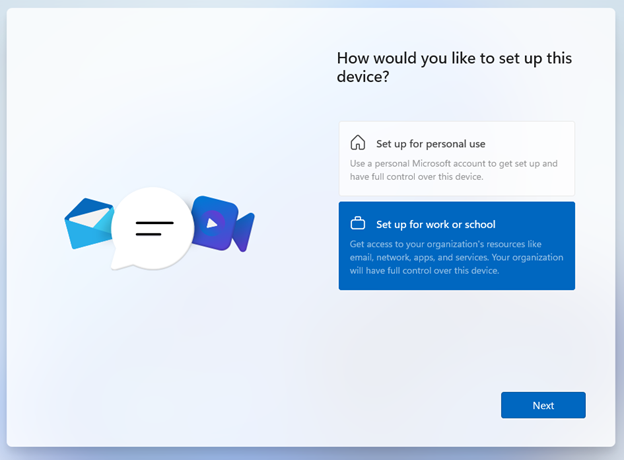 How would you like to set up this
device?
Set up for personal use
Use a personal Microsoft account to get set up and
have full control over this device.
Set up for work or school
Get access to your organization's resources like
email, network, apps, and services. Your organization
will have full control over this device.
Next